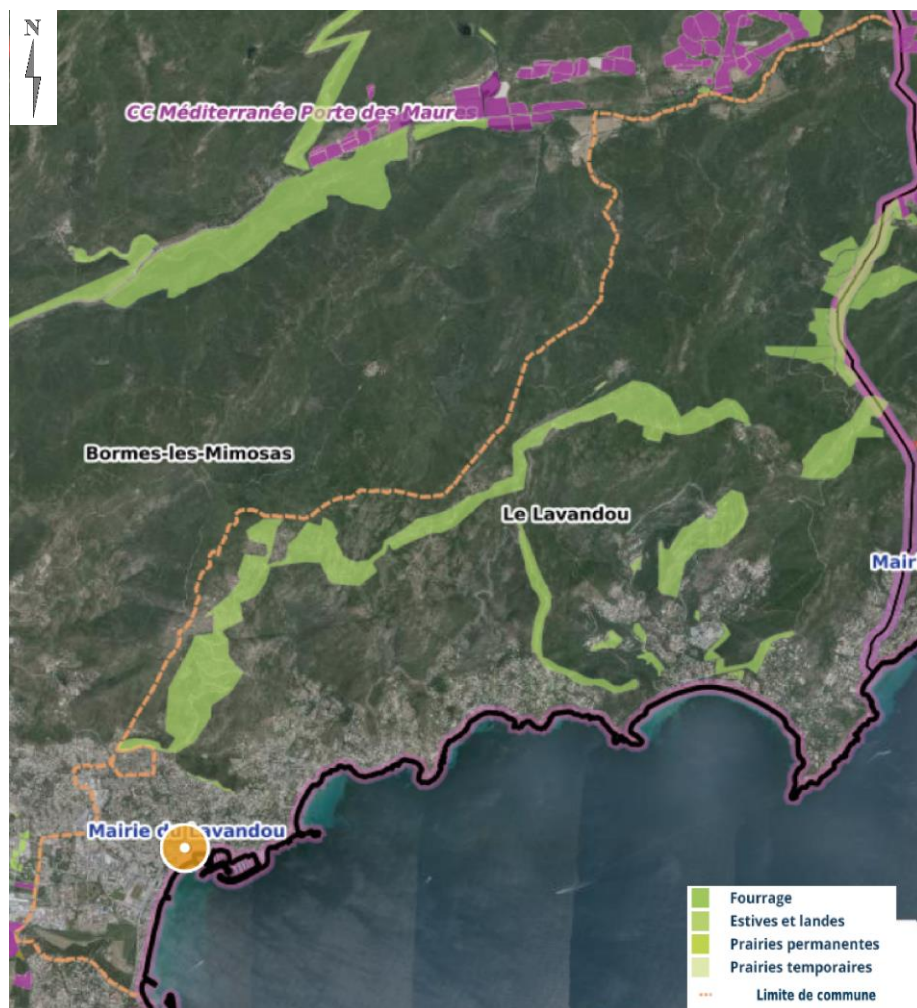 N
CC Méditerranée Porte des Maures
Bormes-les-Mimosas
Le Lavandou
Mairi
Mairie du Lavandou
Fourrage
Estives et landes
Prairies permanentes
Prairies temporaires
Limite de commune